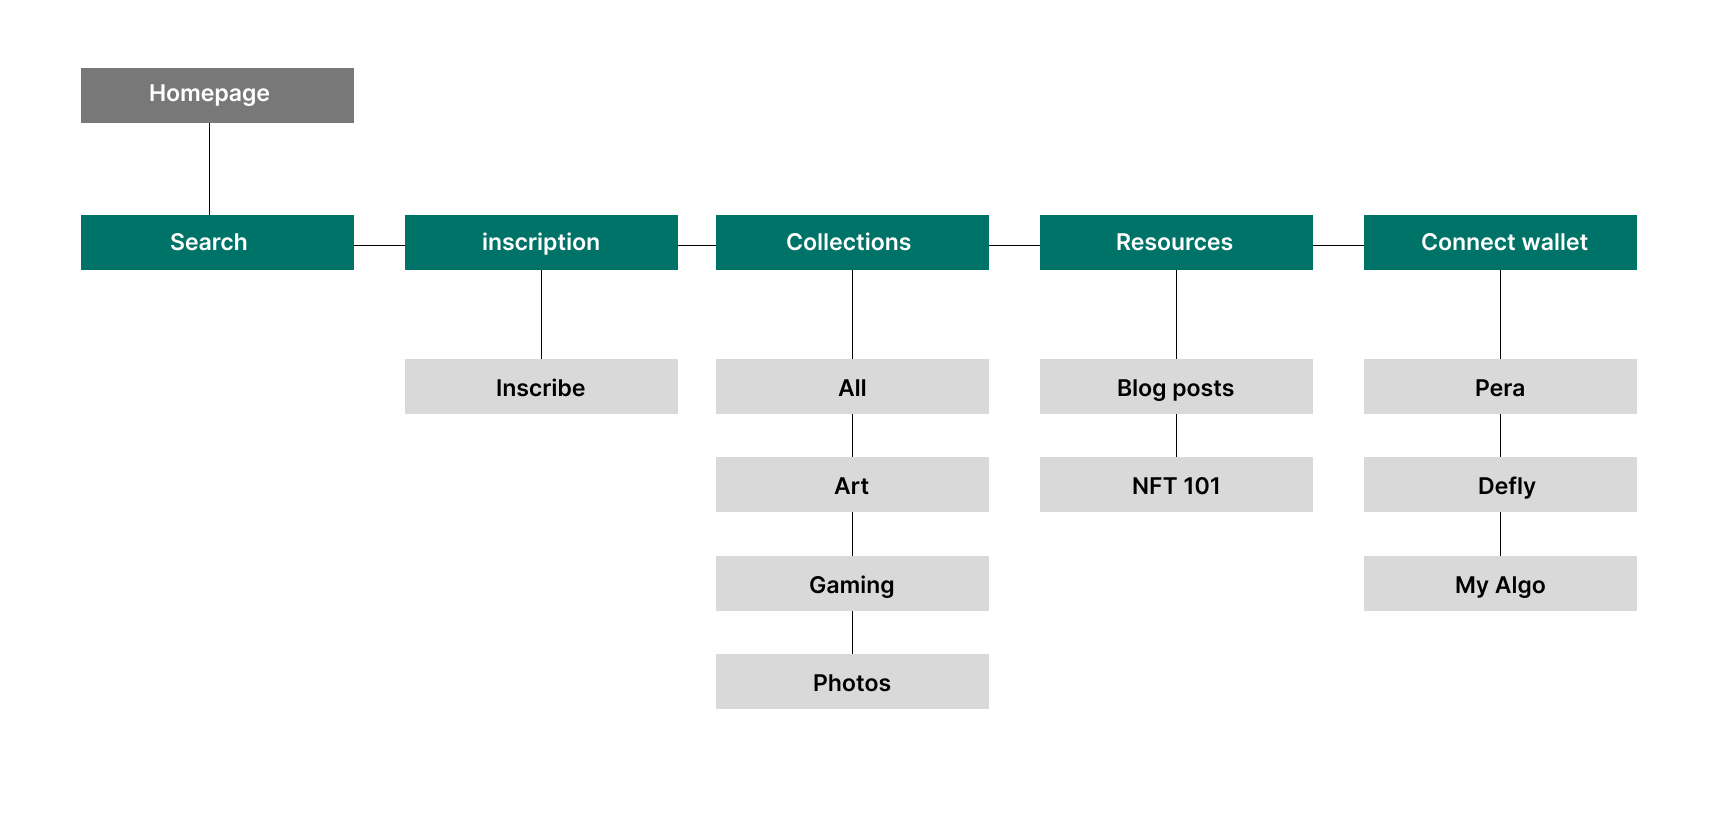 Homepage
Search
inscription
Collections
Resources
Connect wallet
Inscribe
All
Blog posts
Pera
Art
NFT 101
Defly
Gaming
My Algo
Photos